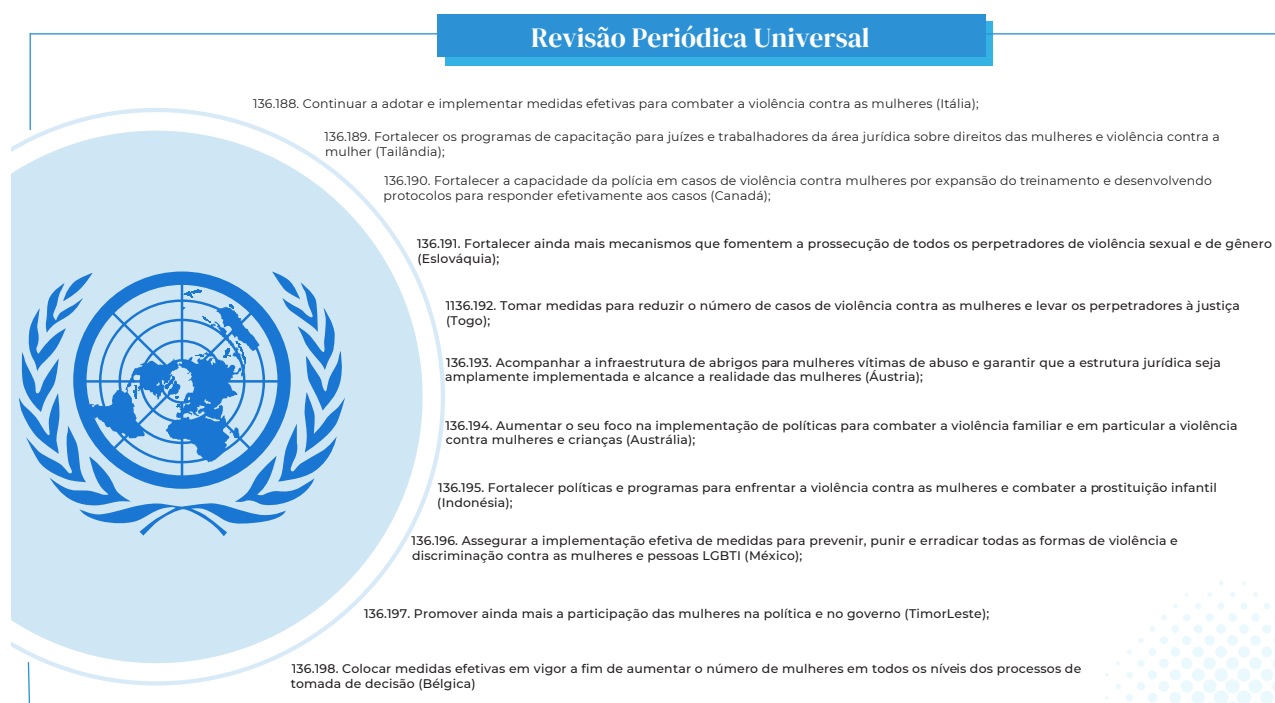 Revisão Periódica Universal
136.188. Continuar a adotar e implementar medidas efetivas para combater a violência contra as mulheres (Itália);
136.189. Fortalecer os programas de capacitação para juízes e trabalhadores da área jurídica sobre direitos das mulheres e violência contra a
mulher (Tailândia);
136.190. Fortalecer a capacidade da polícia em casos de violência contra mulheres por expansão do treinamento e desenvolvendo
protocolos para responder efetivamente aos casos (Canadá);
136.191. Fortalecer ainda mais mecanismos que fomentem a prossecução de todos os perpetradores de violência sexual e de gênero
(Eslováquia);
1136.192. Tomar medidas para reduzir o número de casos de violência contra as mulheres e levar os perpetradores à justiça
(Togo);
136.193. Acompanhar a infraestrutura de abrigos para mulheres vítimas de abuso e garantir que a estrutura jurídica seja
amplamente implementada e alcance a realidade das mulheres (Áustria);
136.194. Aumentar o seu foco na implementação de políticas para combater a violência familiar e em particular a violência
contra mulheres e crianças (Austrália);
136.195. Fortalecer políticas e programas para enfrentar a violência contra as mulheres e combater a prostituição infantil
(Indonésia);
136.196. Assegurar a implementação efetiva de medidas para prevenir, punir e erradicar todas as formas de violência e
discriminação contra as mulheres e pessoas LGBTI (México);
136.197. Promover ainda mais a participação das mulheres na política e no governo (TimorLeste);
136.198. Colocar medidas efetivas em vigor a fim de aumentar o número de mulheres em todos os níveis dos processos de
tomada de decisão (Bélgica)